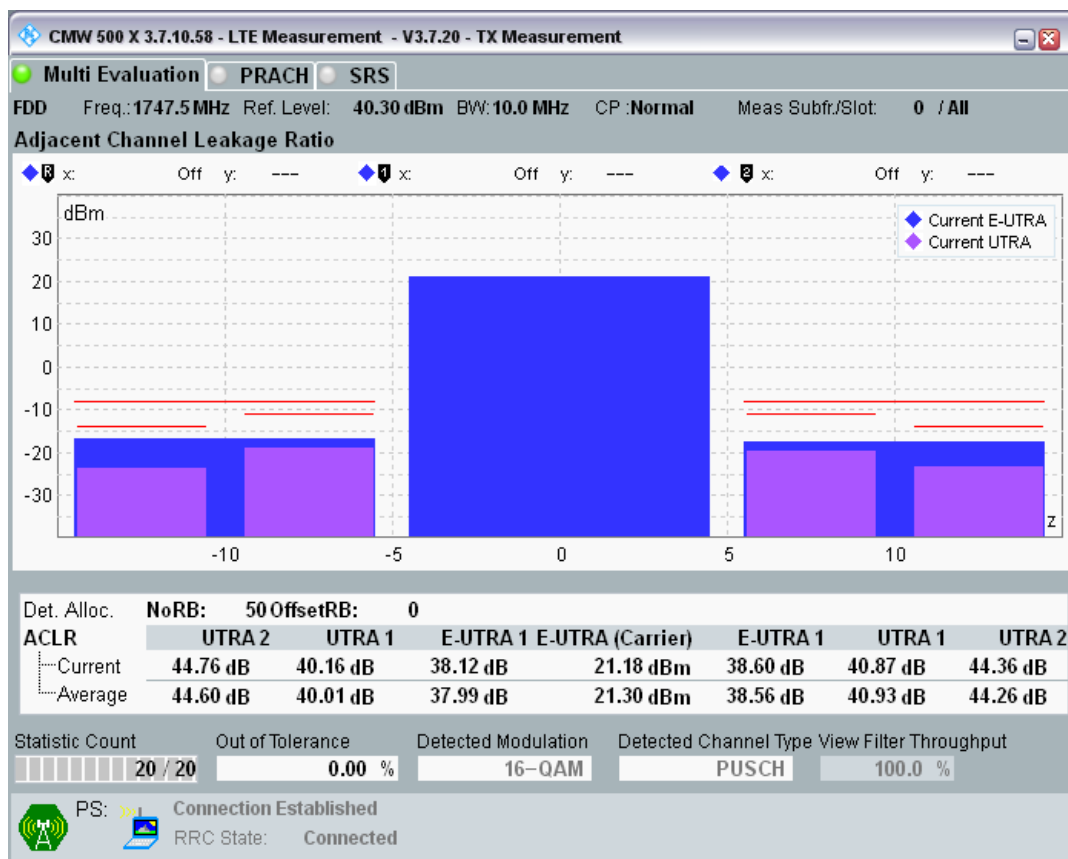 CMW 500 X 3.7.10.58 - LTE Measurement - V3.7.20 - TX Measurement
Multi Evaluation PRACH SRS
FDD Freq.: 1747.5 MHz Ref. Level: 40.30 dBm BW: 10.0 MHz CP :Normal Meas Subfr./Slot: 0 / All
Adjacent Channel Leakage Ratio
R x: Off y: --- 1 x: Off y: --- 2 x: Off y: ---
dBm
Current E-UTRA
Current UTRA
30
20
10
0
-10
-20
-30
z
-10 -5 0 5 10
Det. Alloc. NoRB: 50 OffsetRB: 0
ACLR UTRA 2 UTRA 1 E-UTRA 1 E-UTRA (Carrier) E-UTRA 1 UTRA 1 UTRA 2
Current 44.76 dB 40.16 dB 38.12 dB 21.18 dBm 38.60 dB 40.87 dB 44.36 dB
Average 44.60 dB 40.01 dB 37.99 dB 21.30 dBm 38.56 dB 40.93 dB 44.26 dB
Statistic Count Out of Tolerance Detected Modulation Detected Channel Type View Filter Throughput
20 / 20 0.00 % 16-QAM PUSCH 100.0 %
PS: Connection Established
RRC State: Connected